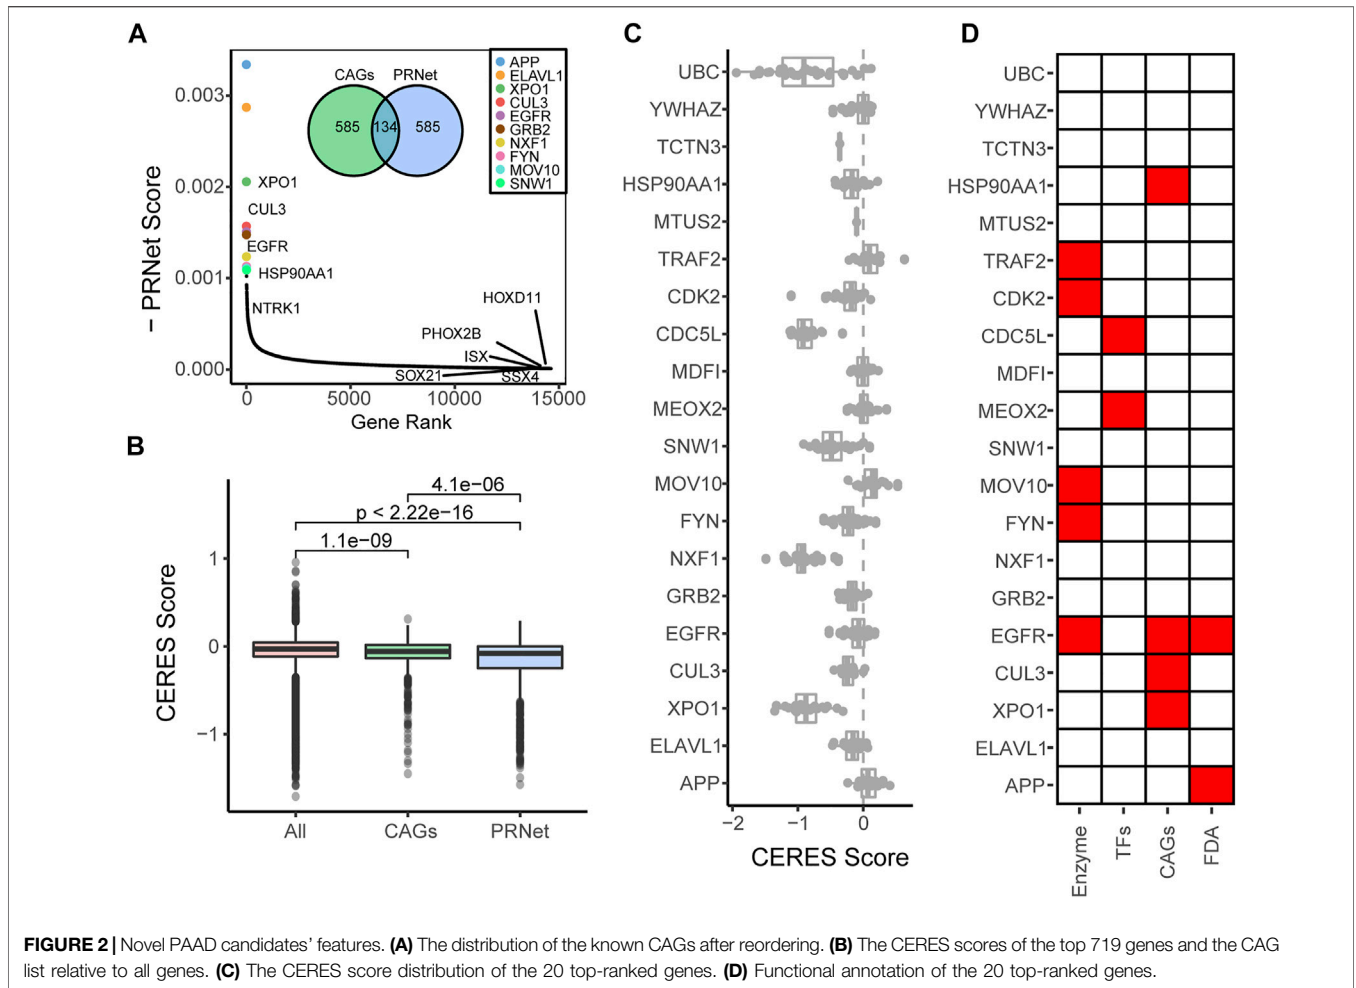 A
− PRNet Score
0.003
0.002
0.001
0.000
CAGs
PRNet
585
134
585
APP
ELAVL1
XPO1
CUL3
EGFR
GRB2
NXF1
FYN
MOV10
SNW1
XPO1
CUL3
EGFR
HSP90AA1
NTRK1
HOXD11
PHOX2B
ISX
SOX21
SSX4
0
5000
10000
15000
Gene Rank
B
CERES Score
1
0
−1
4.1e−06
p < 2.22e−16
1.1e−09
All
CAGs
PRNet
C
UBC
YWHAZ
TCTN3
HSP90AA1
MTUS2
TRAF2
CDK2
CDC5L
MDFI
MEOX2
SNW1
MOV10
FYN
NXF1
GRB2
EGFR
CUL3
XPO1
ELAVL1
APP
−2
−1
0
CERES Score
D
UBC
YWHAZ
TCTN3
HSP90AA1
MTUS2
TRAF2
CDK2
CDC5L
MDFI
MEOX2
SNW1
MOV10
FYN
NXF1
GRB2
EGFR
CUL3
XPO1
ELAVL1
APP
Enzyme
TFs
CAGs
FDA
FIGURE 2 | Novel PAAD candidates' features. (A) The distribution of the known CAGs after reordering. (B) The CERES scores of the top 719 genes and the CAG
list relative to all genes. (C) The CERES score distribution of the 20 top-ranked genes. (D) Functional annotation of the 20 top-ranked genes.